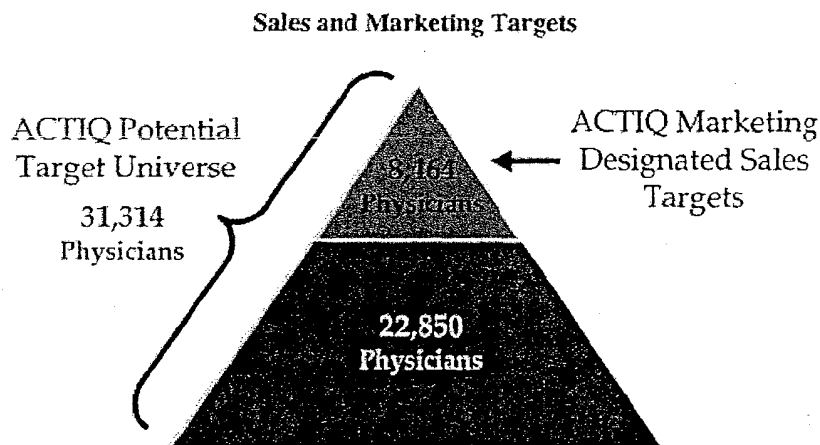 Sales and Marketing Targets
ACTIQ Potential
Target Universe
31,314
Physicians
8,464
Physicians
ACTIQ Marketing
Designated Sales
Targets
22,850
Physicians